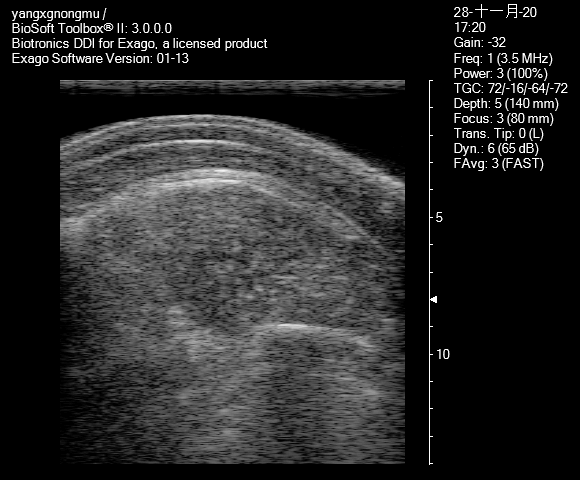 yangxgnongmu /
BioSoft Toolbox® II: 3.0.0.0
Biotronics DDI for Exago, a licensed product
Exago Software Version: 01-13
28-十一月-20
17:20
Gain: -32
Freq: 1 (3.5 MHz)
Power: 3 (100%)
TGC: 72/-16/-64/-72
Depth: 5 (140 mm)
Focus: 3 (80 mm)
Trans. Tip: 0 (L)
Dyn.: 6 (65 dB)
FAvg: 3 (FAST)
5
10